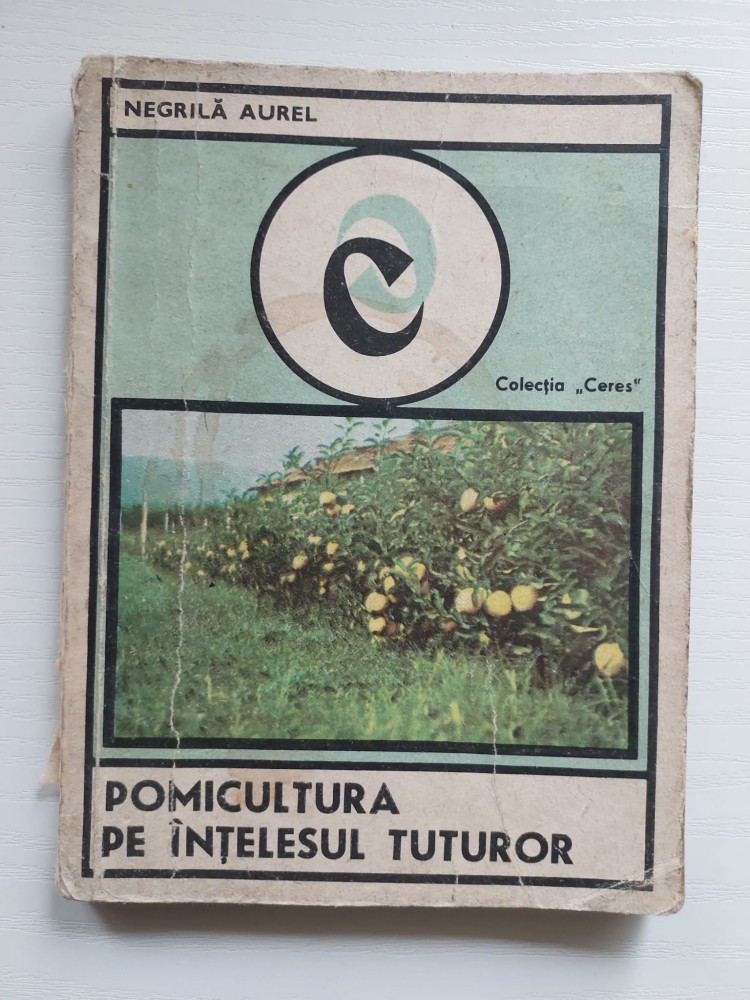 NEGRILĂ AUREL
Colecția „Ceres"
POMICULTURA
PE ÎNȚELESUL TUTUROR